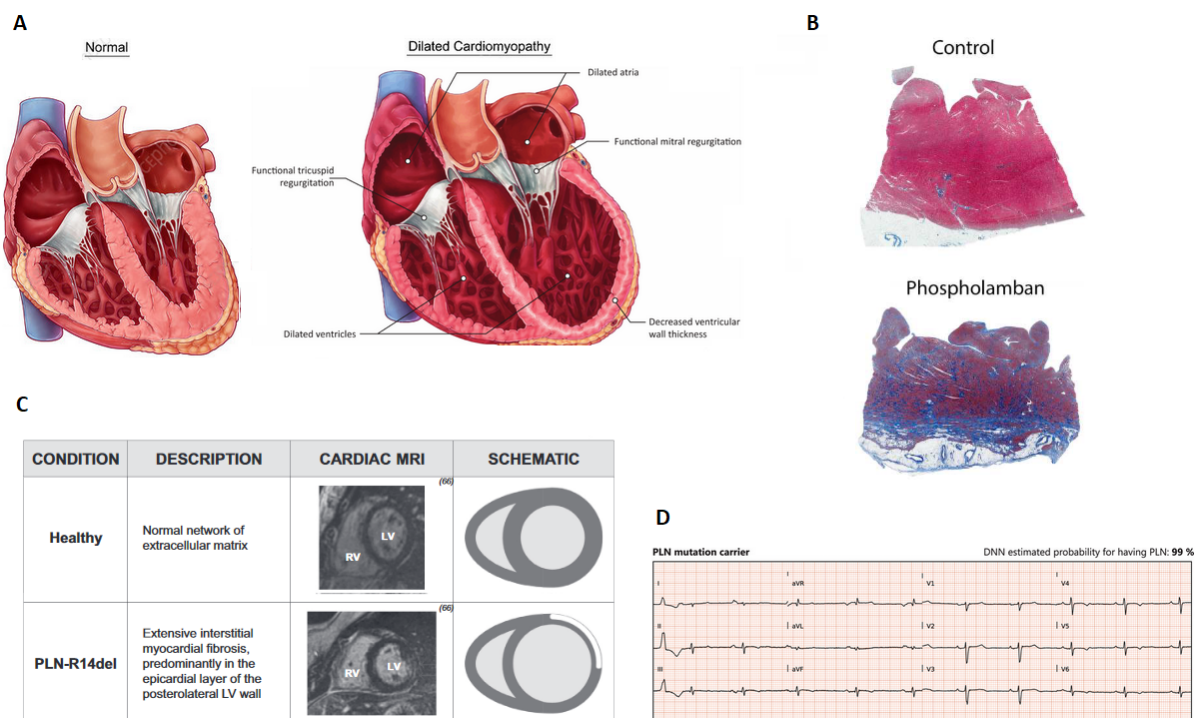 A
Normal
Dilated Cardiomyopathy
Dilated atria
Functional mitral regurgitation
Functional tricuspid
regurgitation
Dilated ventricles
Decreased ventricular
wall thickness
B
Control
Phospholamban
C
CONDITION DESCRIPTION CARDIAC MRI SCHEMATIC
Healthy
Normal network of
extracellular matrix
(66)
RV LV
PLN-R14del
Extensive interstitial
myocardial fibrosis,
predominantly in the
epicardial layer of the
posterolateral LV wall
(66)
RV LV
D
PLN mutation carrier DNN estimated probability for having PLN: 99 %
I aVR V1 V4
II aVL V2 V5
III aVF V3 V6